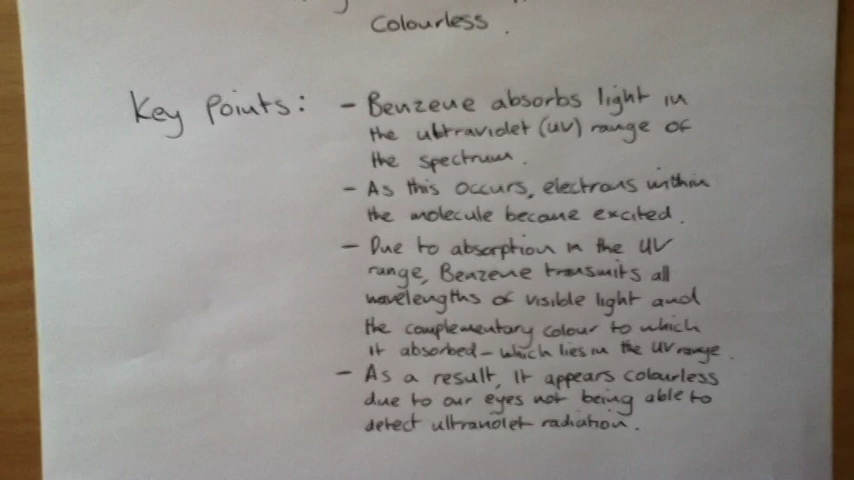 Colourless.
Key Points: - Benzene absorbs light in
the ultraviolet (UV) range of
the spectrum.
- As this occurs, electrons within
the molecule become excited.
- Due to absorption in the UV
range, Benzene transmits all
wavelengths of visible light and
the complementary colour to which
it absorbed - which lies in the UV range.
- As a result, it appears colourless
due to our eyes not being able to
detect ultraviolet radiation.